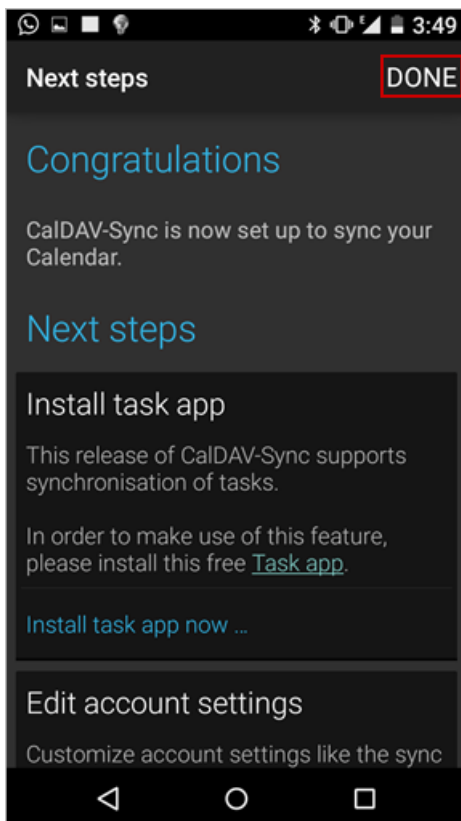 3:49
Next steps DONE
Congratulations
CalDAV-Sync is now set up to sync your
Calendar.
Next steps
Install task app
This release of CalDAV-Sync supports
synchronisation of tasks.
In order to make use of this feature,
please install this free Task app.
Install task app now ...
Edit account settings
Customize account settings like the sync